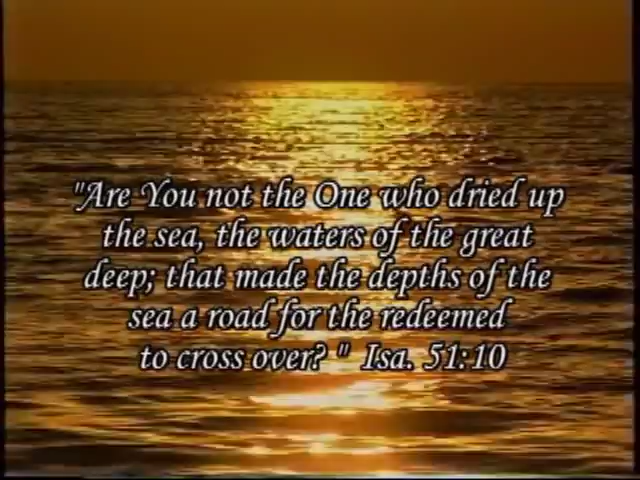 "Are You not the One who dried up
the sea, the waters of the great
deep; that made the depths of the
sea a road for the redeemed
to cross over? " Isa. 51:10